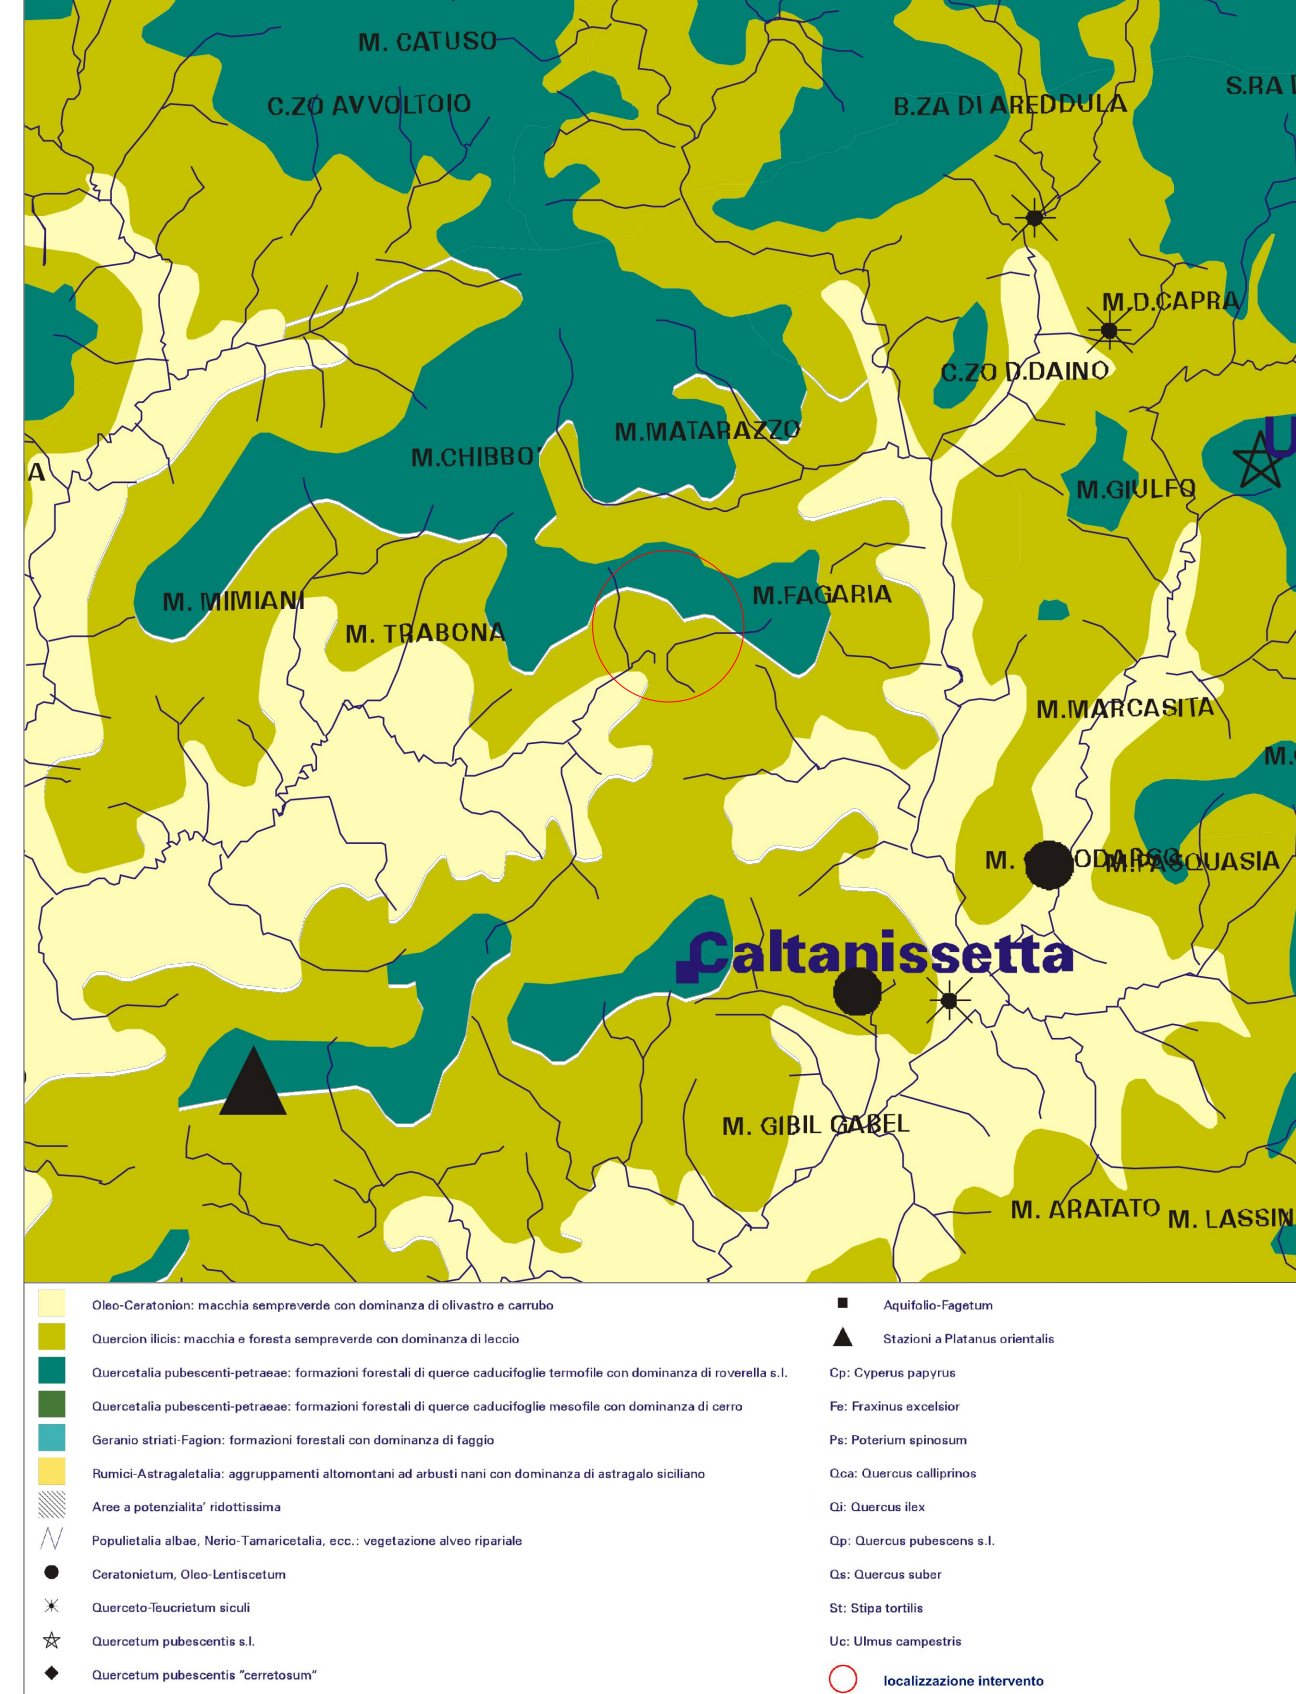 M. CATUSO
S.RA
C.ZO AVVOLTOIO
B.ZA DI AREDDULA
M.D.CAPRA
C.ZO D.DAINO
M.MATARAZZO
U
M.CHIBBO'
A
M.GIULFO
M. MIMIANI
M.FAGARIA
M. TRABONA
M.MARCASITA
M.
M.PASQUASIA
Caltanissetta
M. GIBIL GABEL
M. ARATATO
M. LASSIN
Oleo-Ceratonion: macchia sempreverde con dominanza di olivastro e carrubo
Quercion ilicis: macchia e foresta sempreverde con dominanza di leccio
Quercetalia pubescenti-petraeae: formazioni forestali di querce caducifoglie termofile con dominanza di roverella s.l.
Quercetalia pubescenti-petraeae: formazioni forestali di querce caducifoglie mesofile con dominanza di cerro
Geranio striati-Fagion: formazioni forestali con dominanza di faggio
Rumici-Astragaletalia: aggruppamenti altomontani ad arbusti nani con dominanza di astragalo siciliano
Aree a potenzialita' ridottissima
Populietalia albae, Nerio-Tamaricetalia, ecc.: vegetazione alveo ripariale
Ceratonietum, Oleo-Lentiscetum
Querceto-Teucrietum siculi
Quercetum pubescentis s.l.
Quercetum pubescentis "cerretosum"
Aquifolio-Fagetum
Stazioni a Platanus orientalis
Cp: Cyperus papyrus
Fe: Fraxinus excelsior
Ps: Poterium spinosum
Qca: Quercus calliprinos
Qi: Quercus ilex
Qp: Quercus pubescens s.l.
Qs: Quercus suber
St: Stipa tortilis
Uc: Ulmus campestris
localizzazione intervento